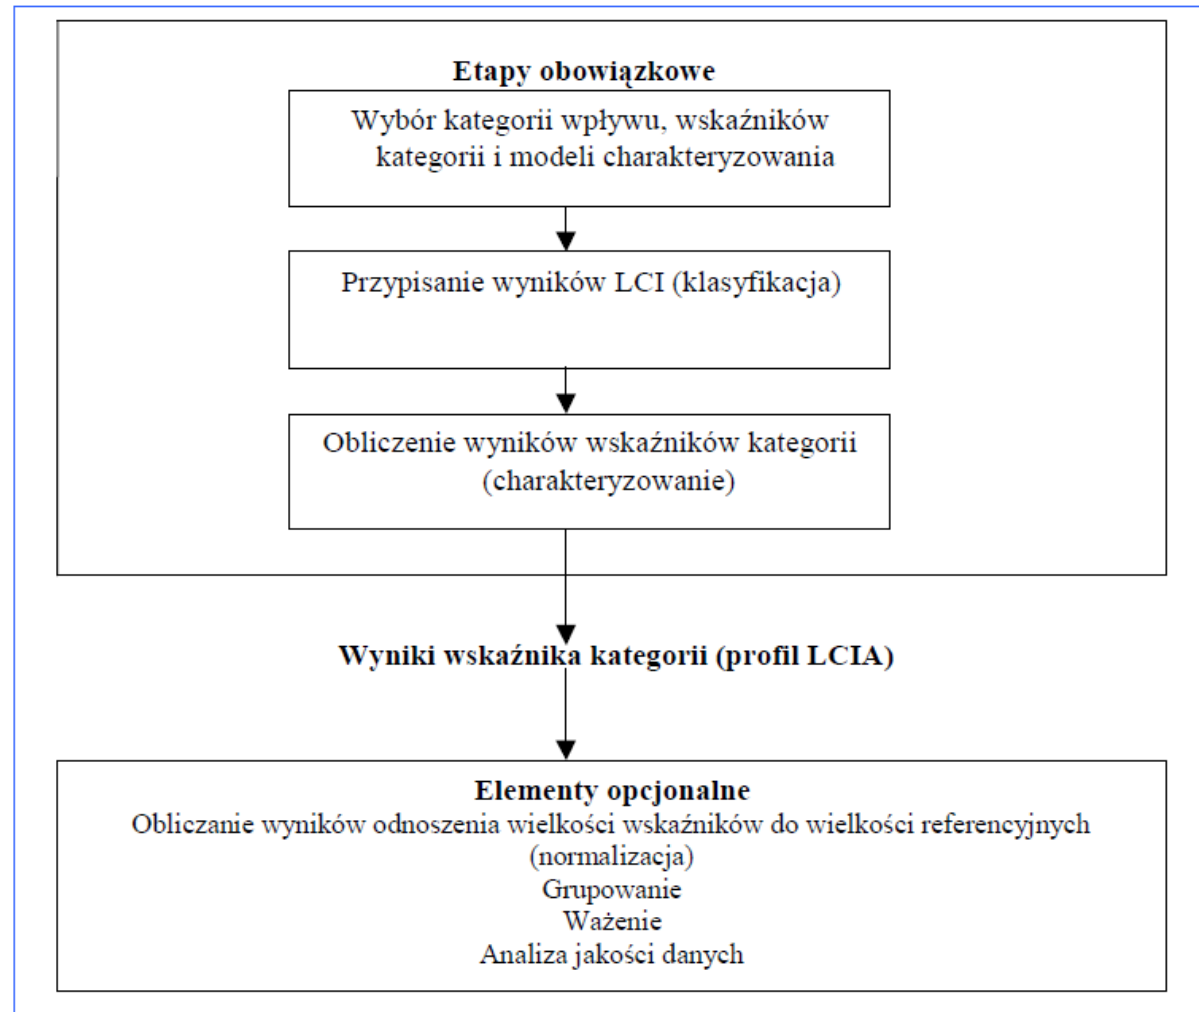 Etapy obowiązkowe
Wybór kategorii wpływu, wskaźników
kategorii i modeli charakteryzowania
Przypisanie wyników LCI (klasyfikacja)
Obliczenie wyników wskaźników kategorii
(charakteryzowanie)
Wyniki wskaźnika kategorii (profil LCIA)
Elementy opcjonalne
Obliczanie wyników odnoszenia wielkości wskaźników do wielkości referencyjnych
(normalizacja)
Grupowanie
Ważenie
Analiza jakości danych